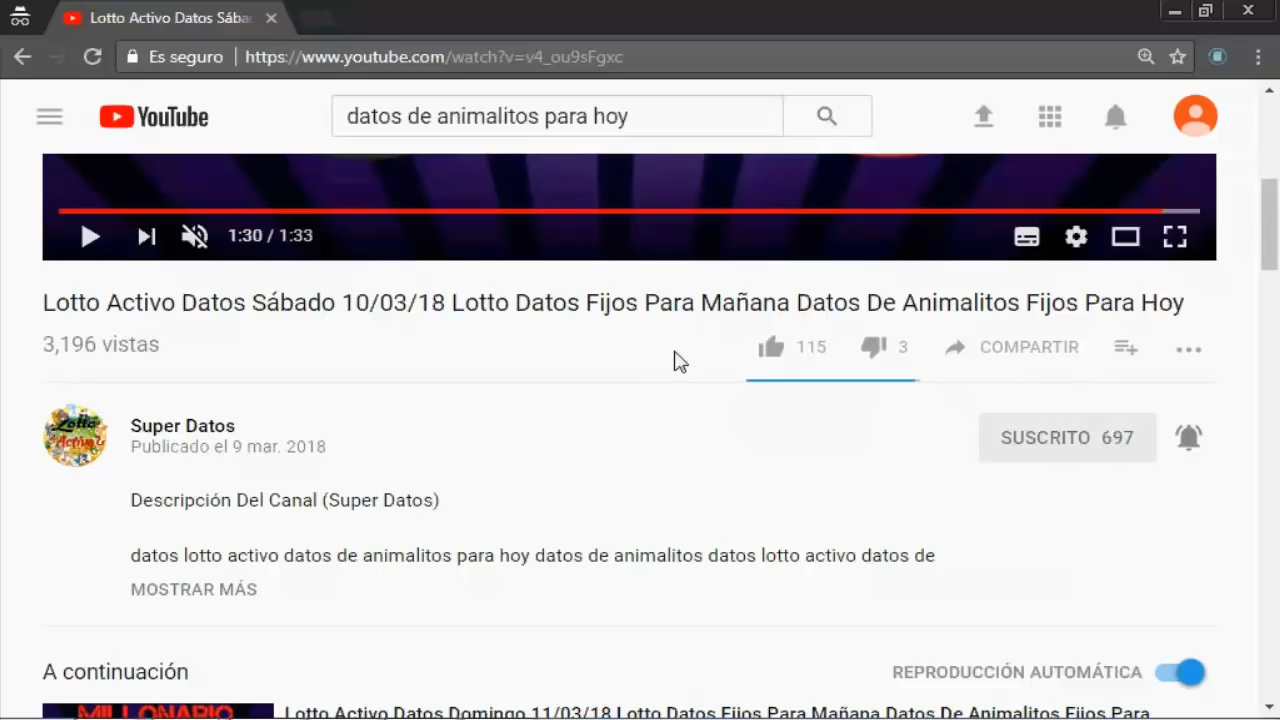 Lotto Activo Datos Sába
Es seguro https://www.youtube.com/watch?v=v4_ou9sFgxc
YouTube datos de animalitos para hoy
1:30 / 1:33
Lotto Activo Datos Sábado 10/03/18 Lotto Datos Fijos Para Mañana Datos De Animalitos Fijos Para Hoy
3,196 vistas 115 3 COMPARTIR
Lotto Activo
Super Datos
Publicado el 9 mar. 2018
SUSCRITO 697
Descripción Del Canal (Super Datos)
datos lotto activo datos de animalitos para hoy datos de animalitos datos lotto activo datos de
MOSTRAR MÁS
A continuación REPRODUCCIÓN AUTOMÁTICA
MILLONARIO Lotto Activo Datos Domingo 11/03/18 Lotto Datos Fijos Para Mañana Datos De Animalitos Fijos Para